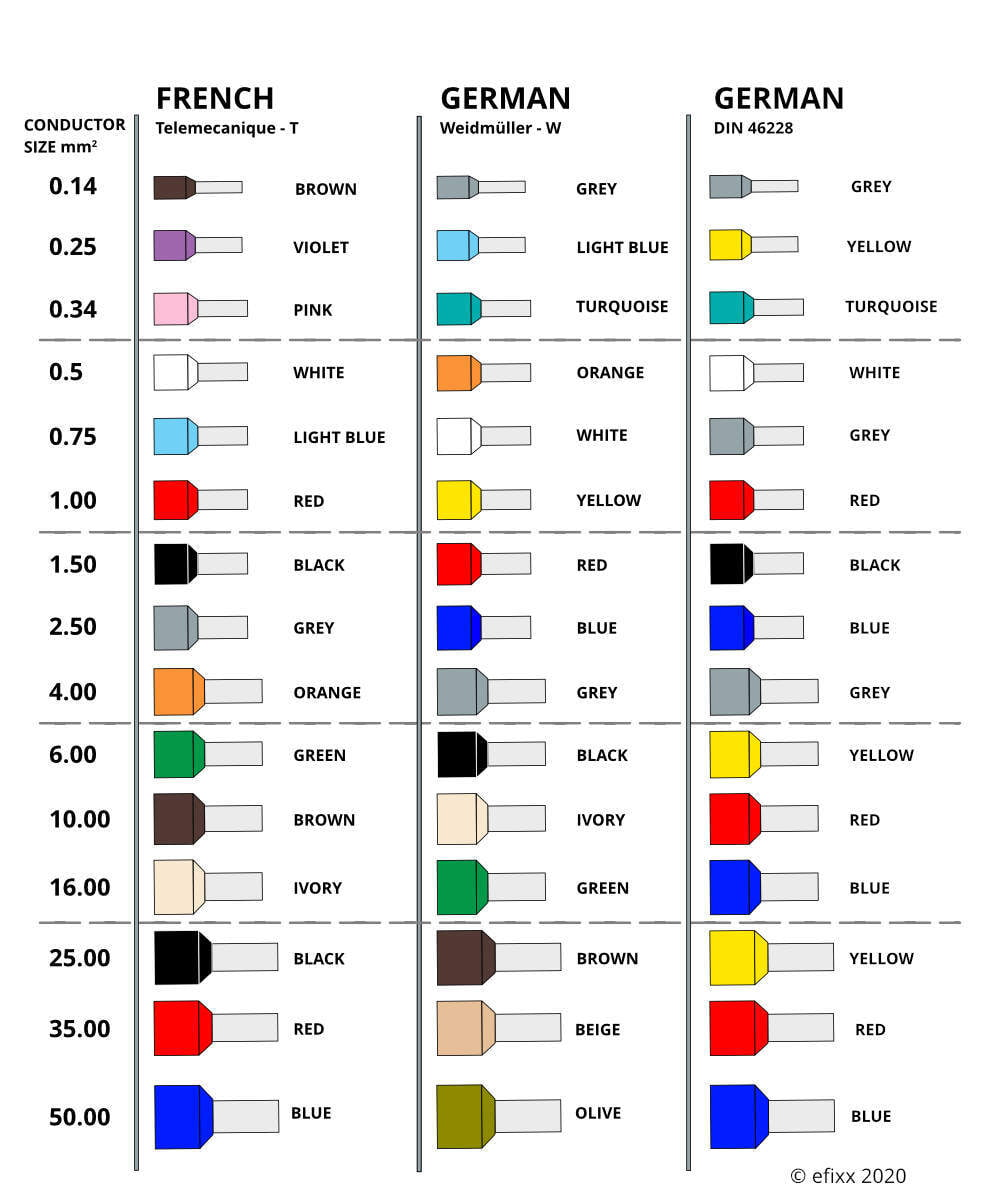 FRENCH GERMAN GERMAN
CONDUCTOR Telemecanique - T Weidmüller - W DIN 46228
SIZE mm²
0.14 BROWN GREY GREY
0.25 VIOLET LIGHT BLUE YELLOW
0.34 PINK TURQUOISE TURQUOISE
0.5 WHITE ORANGE WHITE
0.75 LIGHT BLUE WHITE GREY
1.00 RED YELLOW RED
1.50 BLACK RED BLACK
2.50 GREY BLUE BLUE
4.00 ORANGE GREY GREY
6.00 GREEN BLACK YELLOW
10.00 BROWN IVORY RED
16.00 IVORY GREEN BLUE
25.00 BLACK BROWN YELLOW
35.00 RED BEIGE RED
50.00 BLUE OLIVE BLUE
© efixx 2020